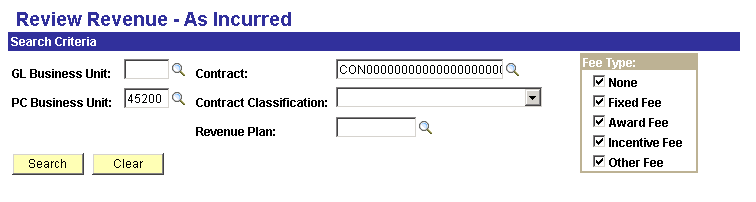 Review Revenue - As Incurred
Search Criteria
GL Business Unit:
Contract: CON0000000000000000000
PC Business Unit: 45200
Contract Classification:
Revenue Plan:
Fee Type:
None
Fixed Fee
Award Fee
Incentive Fee
Other Fee
Search Clear